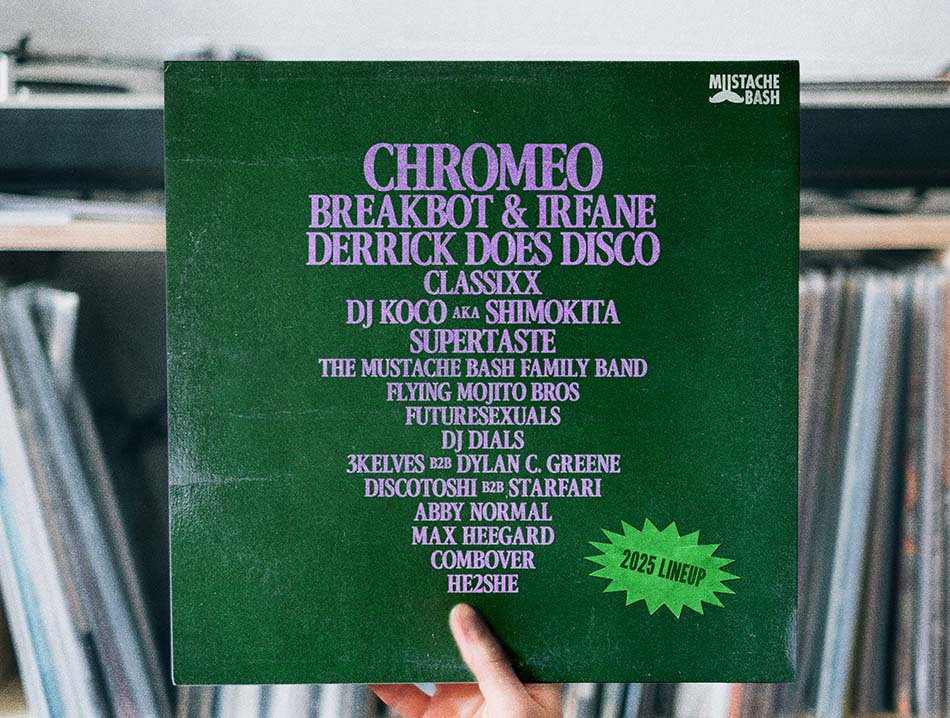 MUSTACHE
BASH
CHROMEO
BREAKBOT & IRFANE
DERRICK DOES DISCO
CLASSIXX
DJ KOCO AKA SHIMOKITA
SUPERTASTE
THE MUSTACHE BASH FAMILY BAND
FLYING MOJITO BROS
FUTURESEXUALS
DJ DIALS
3KELVES B2B DYLAN C. GREENE
DISCOTOSHI B2B STARFARI
ABBY NORMAL
MAX HEEGARD
COMBOVER
HE2SHE
2025 LINEUP